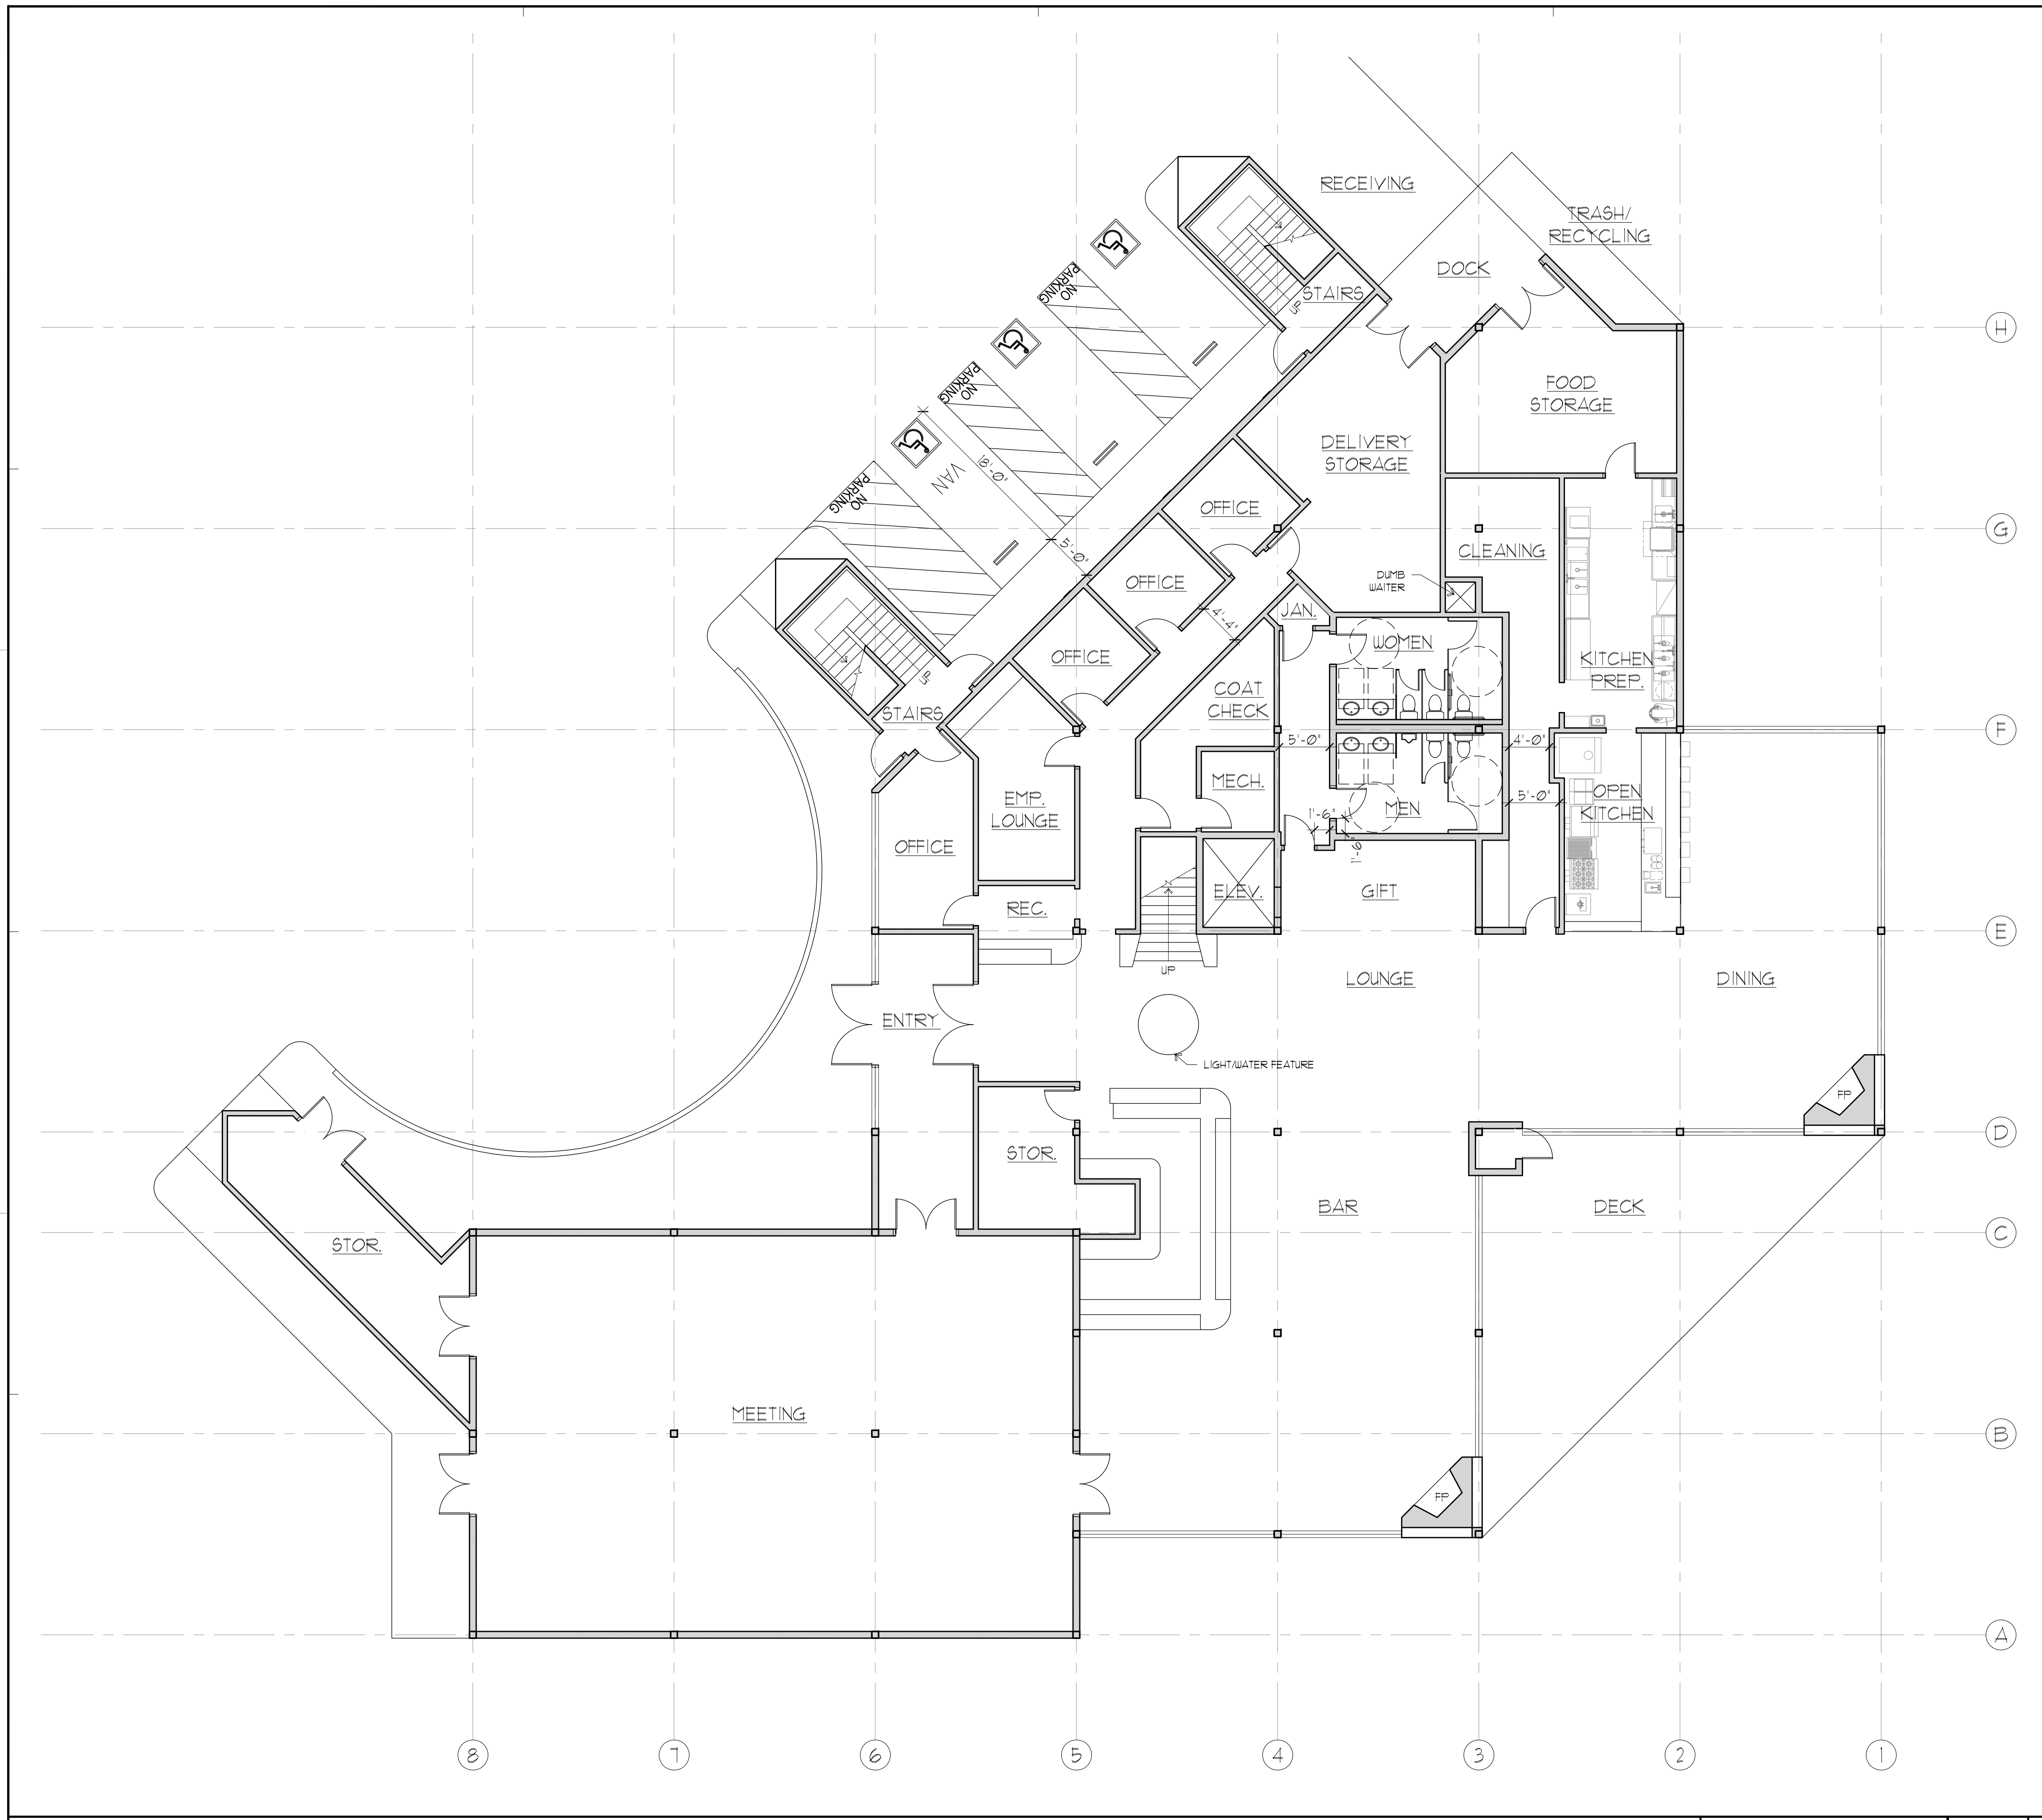 RECEIVING
TRASH/
RECYCLING
DOCK
STAIRS
UP
NO
PARKING
NO
PARKING
NO
PARKING
VAN
18'-0"
5'-0"
H
FOOD
STORAGE
DELIVERY
STORAGE
OFFICE
G
CLEANING
DUMB
WAITER
OFFICE
4'-4"
JAN.
WOMEN
OFFICE
KITCHEN
PREP.
UP
STAIRS
COAT
CHECK
F
5'-0"
4'-0"
MECH.
EMP.
LOUNGE
MEN
1'-6"
1'-6"
5'-0"
OPEN
KITCHEN
OFFICE
ELEV.
GIFT
REC.
E
UP
LOUNGE
DINING
ENTRY
LIGHT/WATER FEATURE
FP
D
STOR.
BAR
DECK
C
STOR.
MEETING
B
FP
A
8
7
6
5
4
3
2
1